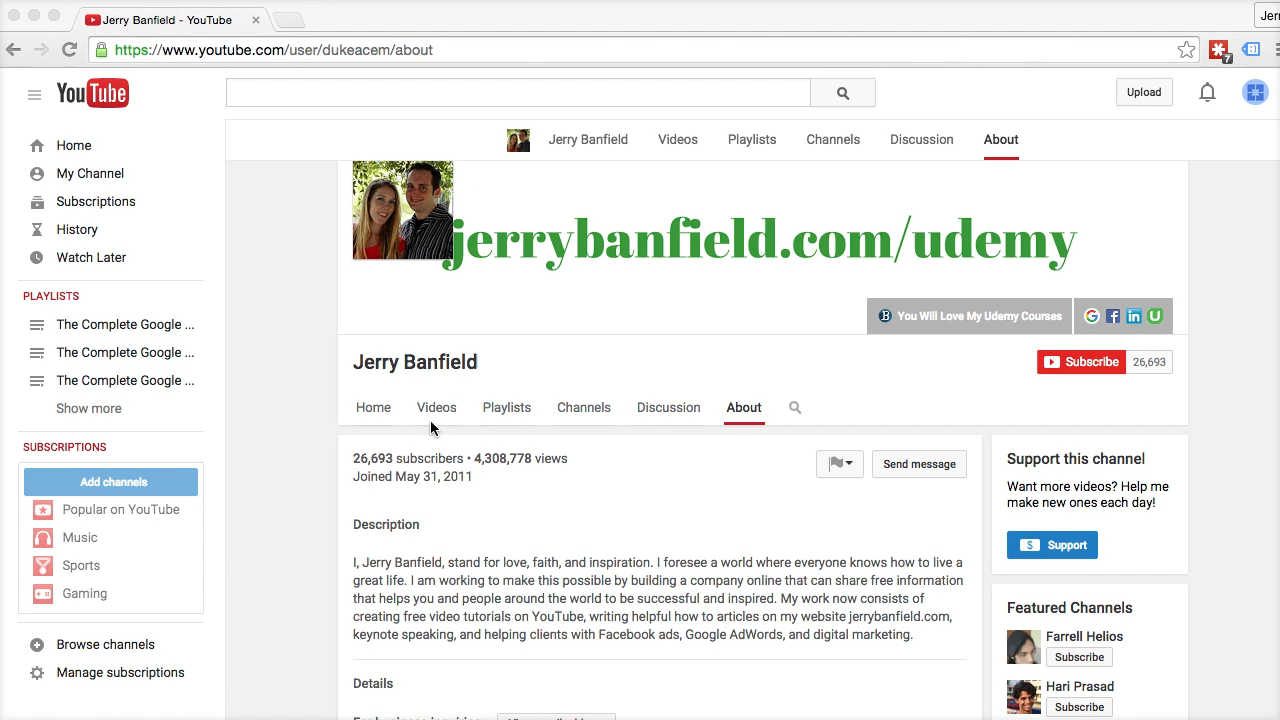 Jerry Banfield - YouTube
Jer
https://www.youtube.com/user/dukeacem/about
7
YouTube
Upload
Jerry Banfield Videos Playlists Channels Discussion About
Home
My Channel
Subscriptions
History
Watch Later
PLAYLISTS
The Complete Google ...
The Complete Google ...
The Complete Google ...
Show more
SUBSCRIPTIONS
Add channels
Popular on YouTube
Music
Sports
Gaming
Browse channels
Manage subscriptions
jerrybanfield.com/udemy
You Will Love My Udemy Courses
Jerry Banfield
Subscribe 26,693
Home Videos Playlists Channels Discussion About
26,693 subscribers • 4,308,778 views
Joined May 31, 2011
Send message
Description
I, Jerry Banfield, stand for love, faith, and inspiration. I foresee a world where everyone knows how to live a
great life. I am working to make this possible by building a company online that can share free information
that helps you and people around the world to be successful and inspired. My work now consists of
creating free video tutorials on YouTube, writing helpful how to articles on my website jerrybanfield.com,
keynote speaking, and helping clients with Facebook ads, Google AdWords, and digital marketing.
Details
Support this channel
Want more videos? Help me
make new ones each day!
Support
Featured Channels
Farrell Helios
Subscribe
Hari Prasad
Subscribe